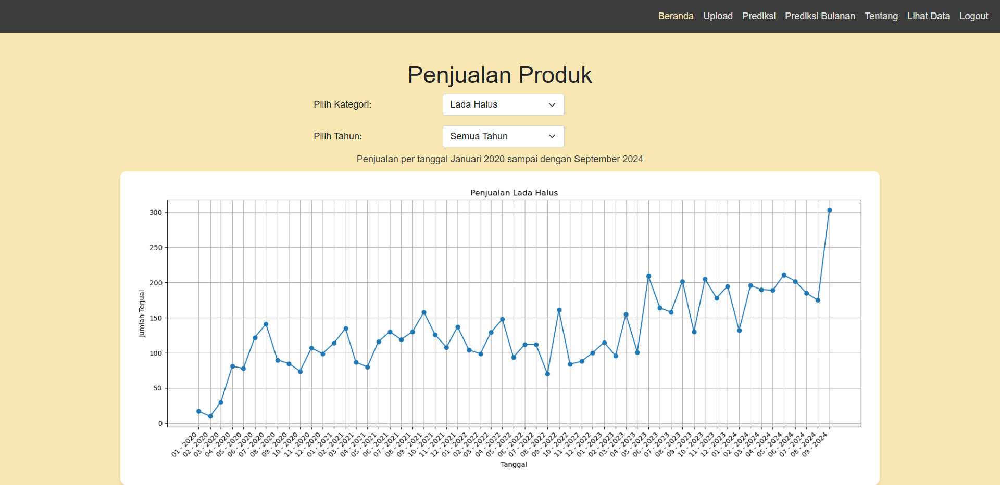 Beranda Upload Prediksi Prediksi Bulanan Tentang Lihat Data Logout
Penjualan Produk
Pilih Kategori: Lada Halus
Pilih Tahun: Semua Tahun
Penjualan per tanggal Januari 2020 sampai dengan September 2024
Penjualan Lada Halus
300
250
200
150
100
50
0
Jumlah Terjual
01 - 2020
02 - 2020
03 - 2020
04 - 2020
05 - 2020
06 - 2020
07 - 2020
08 - 2020
09 - 2020
10 - 2020
11 - 2020
12 - 2020
01 - 2021
02 - 2021
03 - 2021
04 - 2021
05 - 2021
06 - 2021
07 - 2021
08 - 2021
09 - 2021
10 - 2021
11 - 2021
12 - 2021
01 - 2022
02 - 2022
03 - 2022
04 - 2022
05 - 2022
06 - 2022
07 - 2022
08 - 2022
09 - 2022
10 - 2022
11 - 2022
12 - 2022
01 - 2023
02 - 2023
03 - 2023
04 - 2023
05 - 2023
06 - 2023
07 - 2023
08 - 2023
09 - 2023
10 - 2023
11 - 2023
12 - 2023
01 - 2024
02 - 2024
03 - 2024
04 - 2024
05 - 2024
06 - 2024
07 - 2024
08 - 2024
09 - 2024
Tanggal